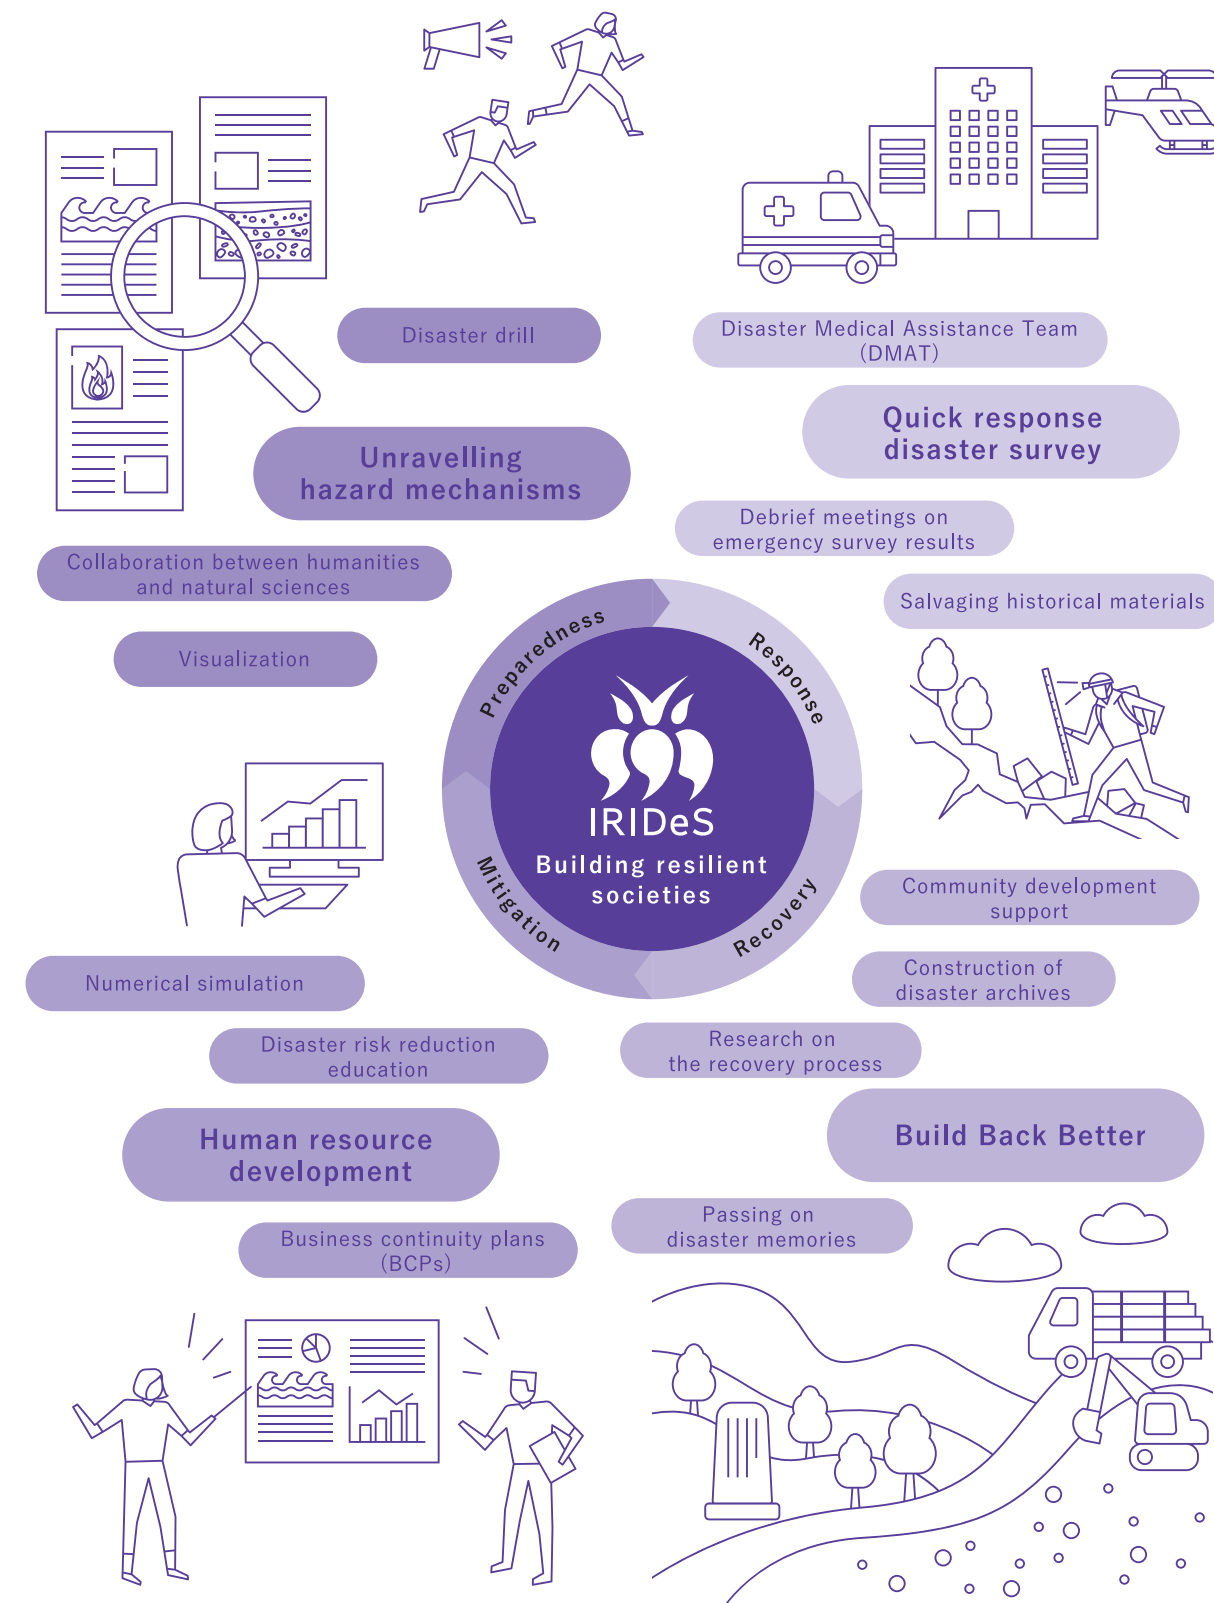 Disaster drill
Disaster Medical Assistance Team
(DMAT)
Quick response
disaster survey
Unravelling
hazard mechanisms
Debrief meetings on
emergency survey results
Collaboration between humanities
and natural sciences
Salvaging historical materials
Visualization
Preparedness
Response
IRIDeS
Building resilient
societies
Mitigation
Recovery
Community development
support
Construction of
disaster archives
Numerical simulation
Disaster risk reduction
education
Research on
the recovery process
Human resource
development
Build Back Better
Business continuity plans
(BCPs)
Passing on
disaster memories